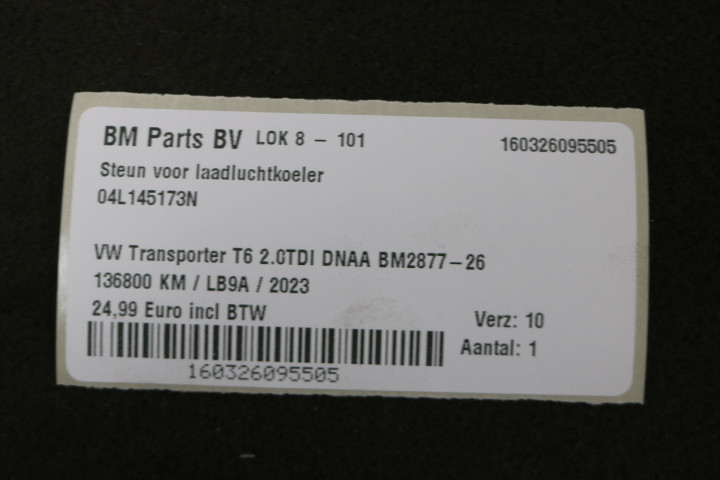 BM Parts BV LOK 8 - 101 160326095505
Steun voor laadluchtkoeler
04L145173N
VW Transporter T6 2.0TDI DNAA BM2877-26
136800 KM / LB9A / 2023
24,99 Euro incl BTW
Verz: 10
Aantal: 1
160326095505